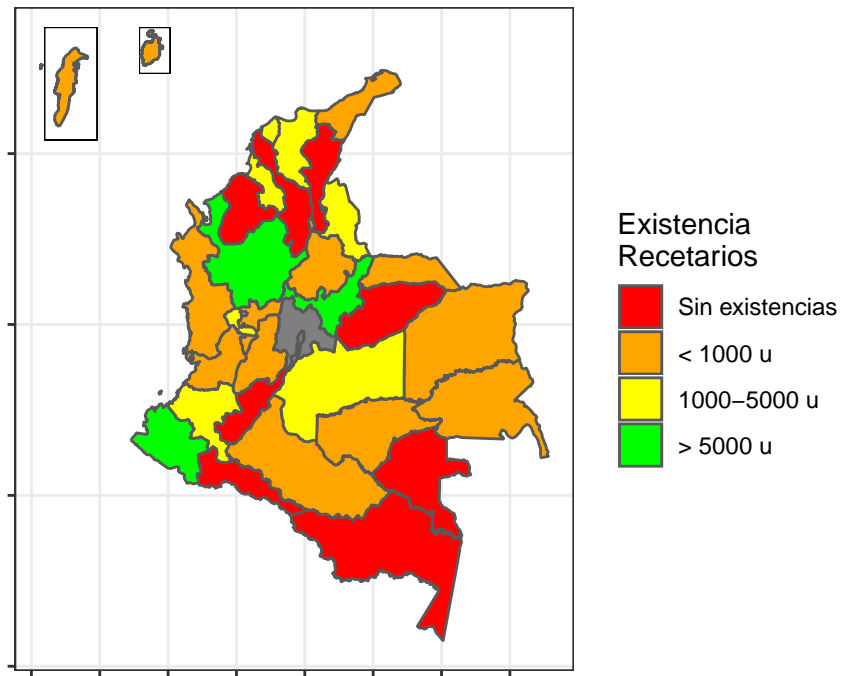 Existencia
Recetarios
Sin existencias
< 1000 u
1000−5000 u
> 5000 u